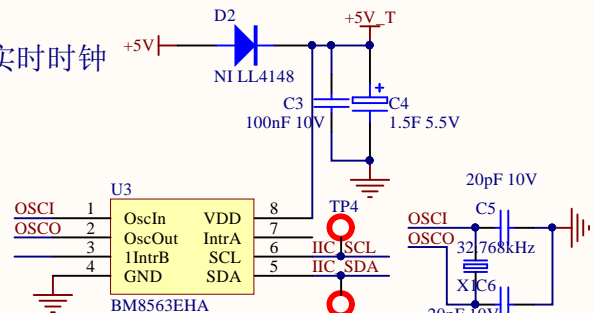 D2
+5V_T
+5V
实时时钟
NI LL4148
C3
C4
100nF 10V
1.5F 5.5V
20pF 10V
U3
TP4
C5
OSCI
1
OscIn
VDD
8
OSCI
OSCO
2
OscOut
IntrA
7
OSCO
32.768kHz
3
1IntrB
SCL
6
IIC_SCL
4
GND
SDA
5
IIC_SDA
X1
C6
BM8563EHA
20pF 10V